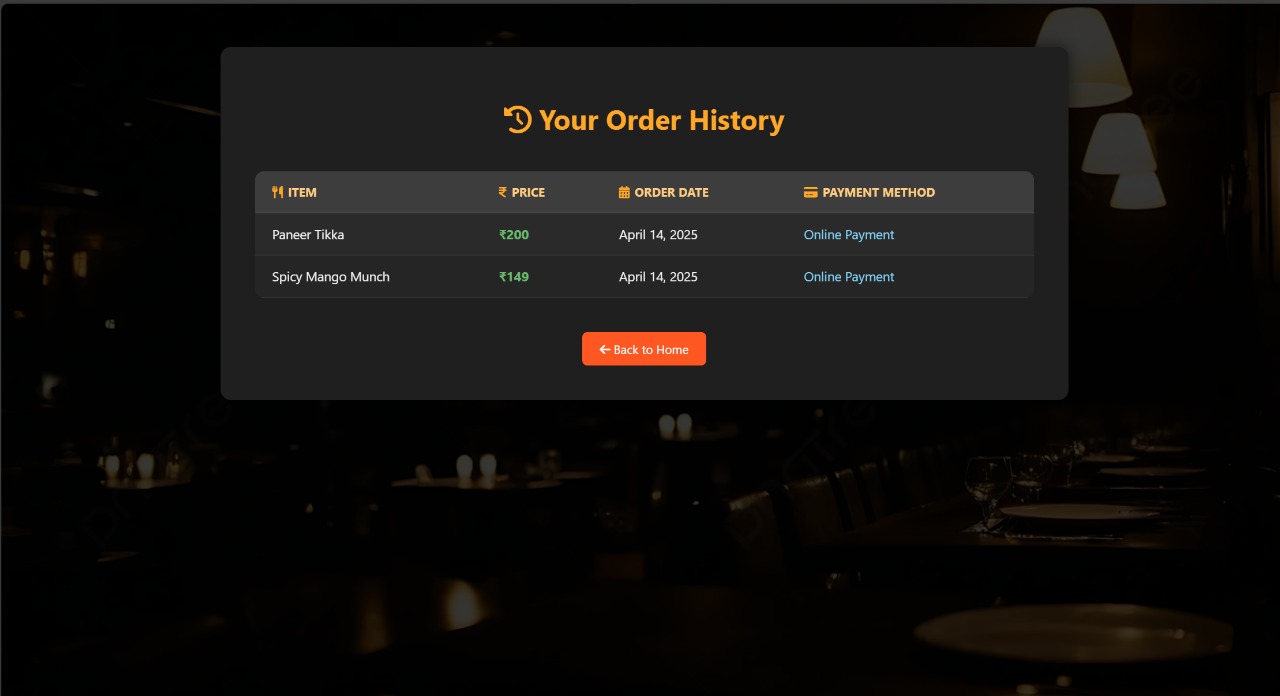 Your Order History
ITEM ₹ PRICE ORDER DATE PAYMENT METHOD
Paneer Tikka ₹200 April 14, 2025 Online Payment
Spicy Mango Munch ₹149 April 14, 2025 Online Payment
← Back to Home